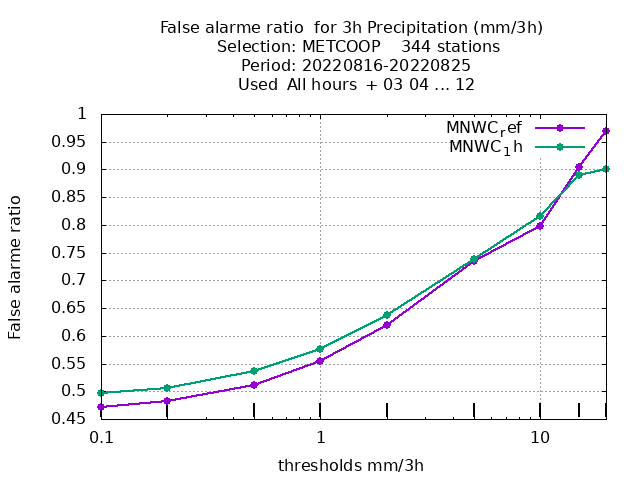 False alarme ratio  for 3h Precipitation (mm/3h)
Selection: METCOOP    344 stations
Period: 20220816-20220825
Used  All hours  + 03 04 ... 12
MNWC_ref
MNWC_1h
1
0.95
0.9
0.85
0.8
0.75
0.7
0.65
0.6
0.55
0.5
0.45
False alarme ratio
0.1 1 10
thresholds mm/3h